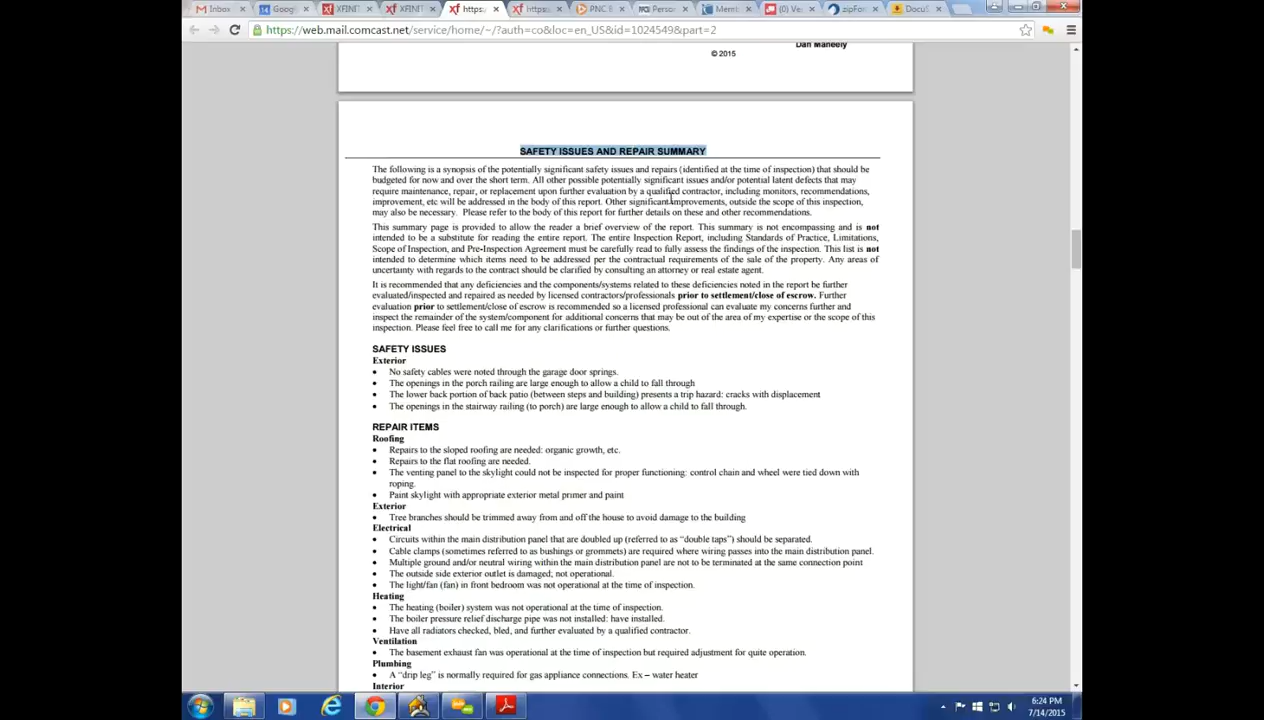 Inbox
Googl
XFINIT
XFINIT
https:/
https:/
PNC B
Person
Memb
(0) Ve
zipForm
DocuS
https://web.mail.comcast.net/service/home/~/?auth=co&loc=en_US&id=1024549&part=2
Dan Maneely
© 2015
SAFETY ISSUES AND REPAIR SUMMARY
The following is a synopsis of the potentially significant safety issues and repairs (identified at the time of inspection) that should be
budgeted for now and over the short term. All other possible potentially significant issues and/or potential latent defects that may
require maintenance, repair, or replacement upon further evaluation by a qualified contractor, including monitors, recommendations,
improvement, etc will be addressed in the body of this report. Other significant improvements, outside the scope of this inspection,
may also be necessary. Please refer to the body of this report for further details on these and other recommendations.
This summary page is provided to allow the reader a brief overview of the report. This summary is not encompassing and is not
intended to be a substitute for reading the entire report. The entire Inspection Report, including Standards of Practice, Limitations,
Scope of Inspection, and Pre-Inspection Agreement must be carefully read to fully assess the findings of the inspection. This list is not
intended to determine which items need to be addressed per the contractual requirements of the sale of the property. Any areas of
uncertainty with regards to the contract should be clarified by consulting an attorney or real estate agent.
It is recommended that any deficiencies and the components/systems related to these deficiencies noted in the report be further
evaluated/inspected and repaired as needed by licensed contractors/professionals prior to settlement/close of escrow. Further
evaluation prior to settlement/close of escrow is recommended so a licensed professional can evaluate my concerns further and
inspect the remainder of the system/component for additional concerns that may be out of the area of my expertise or the scope of this
inspection. Please feel free to call me for any clarifications or further questions.
SAFETY ISSUES
Exterior
• No safety cables were noted through the garage door springs.
• The openings in the porch railing are large enough to allow a child to fall through
• The lower back portion of back patio (between steps and building) presents a trip hazard: cracks with displacement
• The openings in the stairway railing (to porch) are large enough to allow a child to fall through.
REPAIR ITEMS
Roofing
• Repairs to the sloped roofing are needed: organic growth, etc.
• Repairs to the flat roofing are needed.
• The venting panel to the skylight could not be inspected for proper functioning: control chain and wheel were tied down with
roping.
• Paint skylight with appropriate exterior metal primer and paint
Exterior
• Tree branches should be trimmed away from and off the house to avoid damage to the building
Electrical
• Circuits within the main distribution panel that are doubled up (referred to as “double taps”) should be separated.
• Cable clamps (sometimes referred to as bushings or grommets) are required where wiring passes into the main distribution panel.
• Multiple ground and/or neutral wiring within the main distribution panel are not to be terminated at the same connection point
• The outside side exterior outlet is damaged; not operational.
• The light/fan (fan) in front bedroom was not operational at the time of inspection.
Heating
• The heating (boiler) system was not operational at the time of inspection.
• The boiler pressure relief discharge pipe was not installed: have installed.
• Have all radiators checked, bled, and further evaluated by a qualified contractor.
Ventilation
• The basement exhaust fan was operational at the time of inspection but required adjustment for quite operation.
Plumbing
• A “drip leg” is normally required for gas appliance connections. Ex – water heater
Interior
6:24 PM
7/14/2015